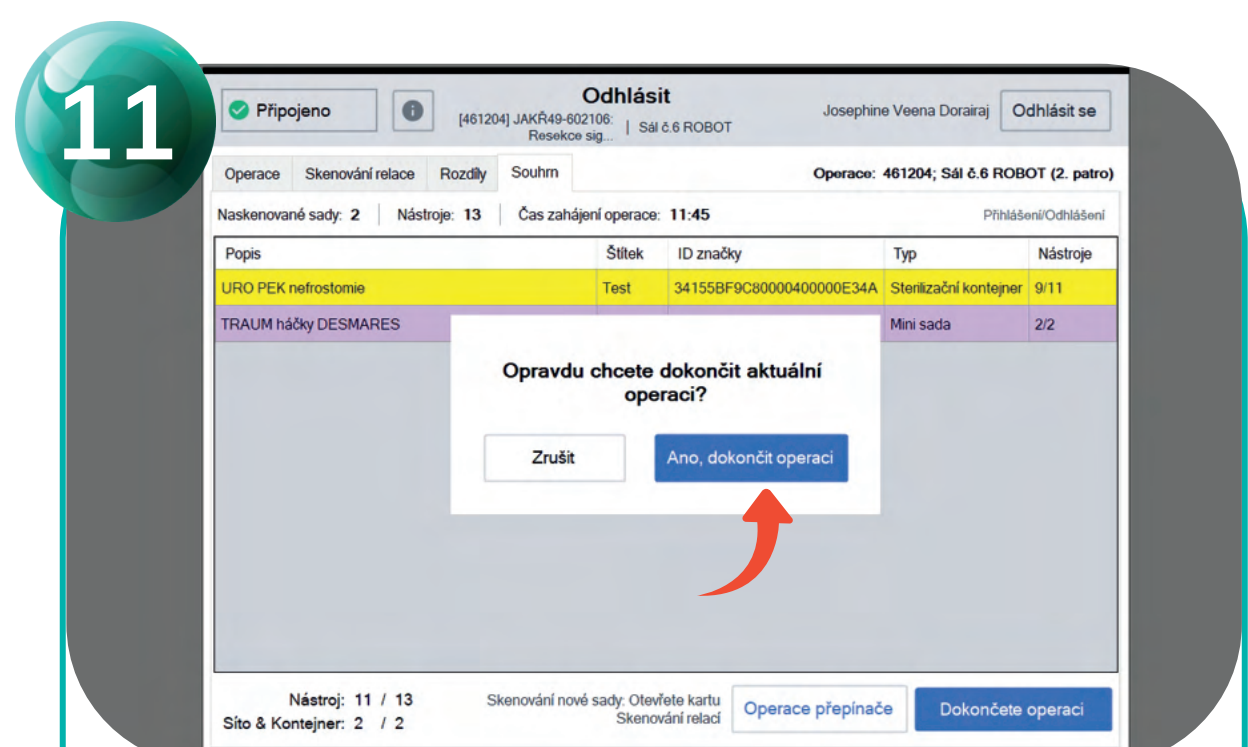 11
Připojeno
i
Odhlásit
[461204] JAKŘ49-602106: | Sál č.6 ROBOT
Resekce sig...
Josephine Veena Dorairaj
Odhlásit se
Operace Skenování relace Rozdíly Souhrn
Operace: 461204; Sál č.6 ROBOT (2. patro)
Naskenované sady: 2 | Nástroje: 13 | Čas zahájení operace: 11:45
Přihlášení/Odhlášení
Popis Štítek ID značky Typ Nástroje
URO PEK nefrostomie Test 34155BF9C80000400000E34A Sterilizační kontejner 9/11
TRAUM háčky DESMARES Mini sada 2/2
Opravdu chcete dokončit aktuální
operaci?
Zrušit
Ano, dokončit operaci
Nástroj: 11 / 13
Síto & Kontejner: 2 / 2
Skenování nové sady: Otevřete kartu
Skenování relací
Operace přepínače
Dokončete operaci